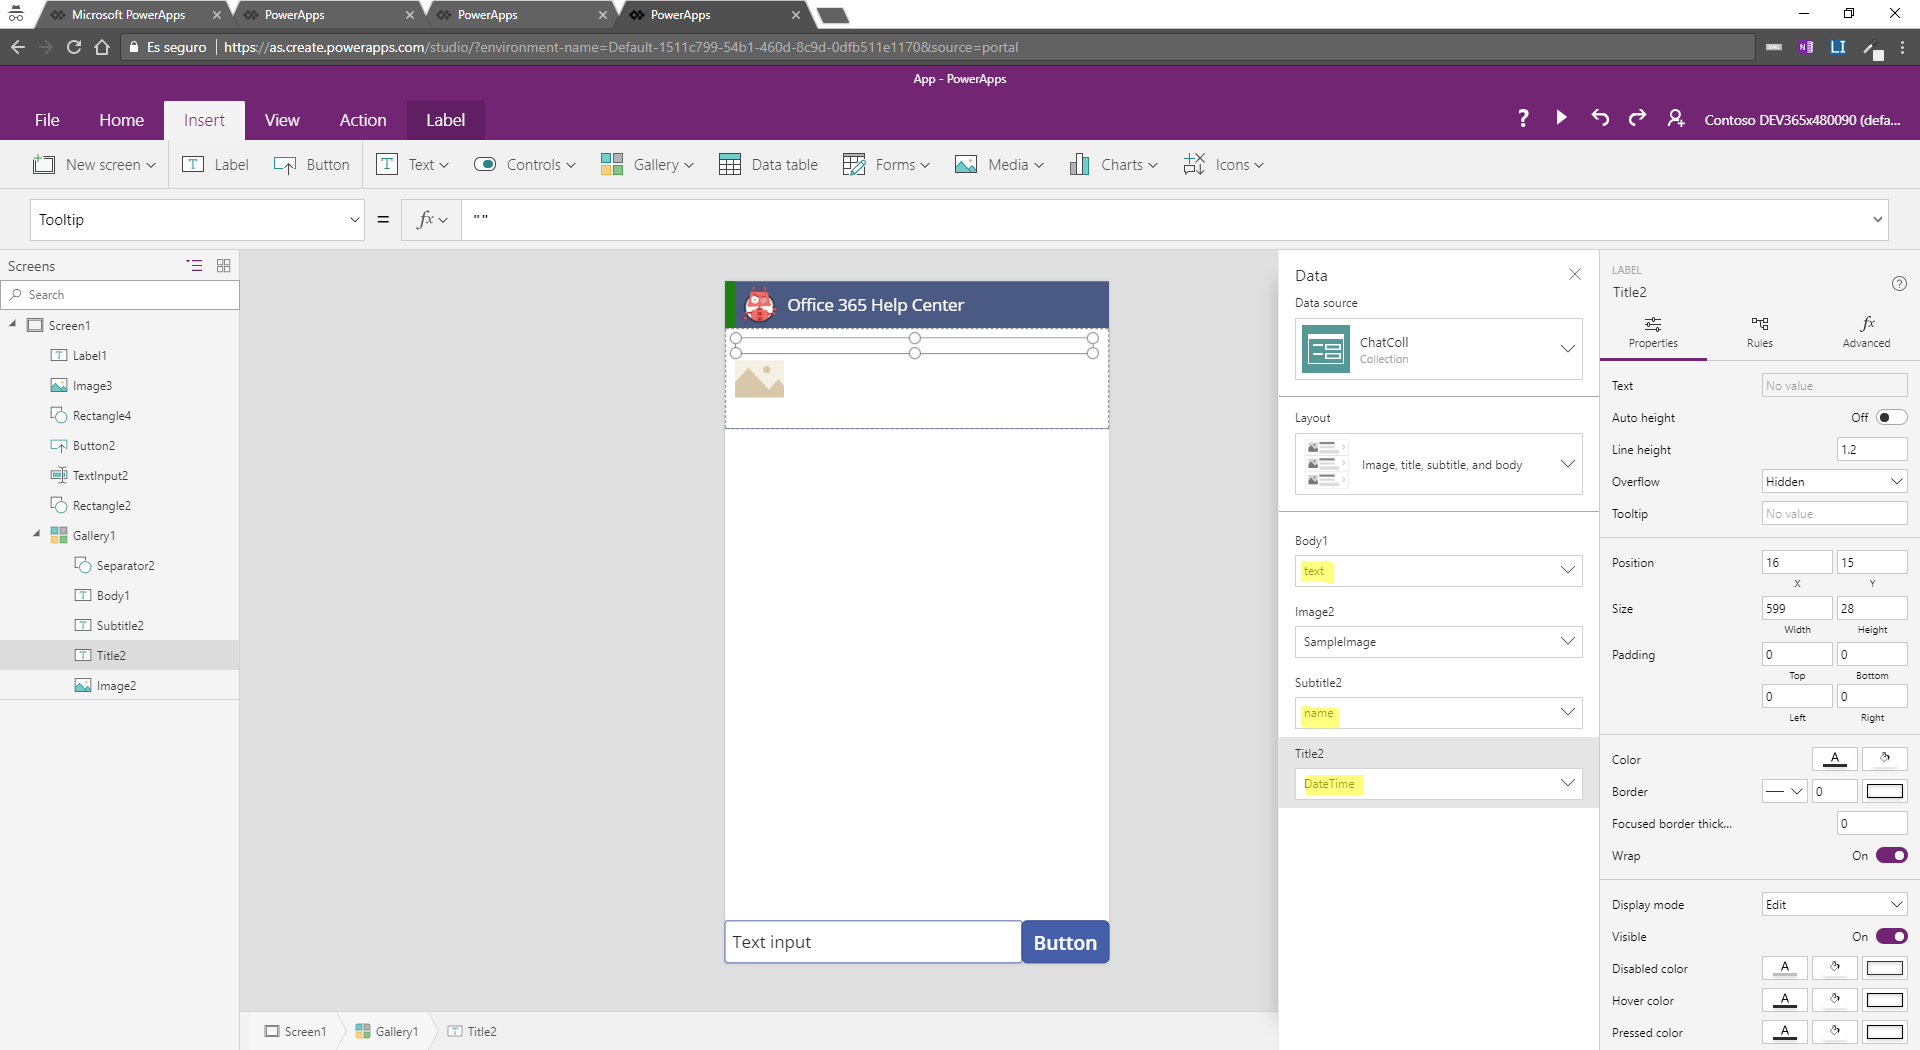 Microsoft PowerApps
PowerApps
PowerApps
PowerApps
Es seguro
https://as.create.powerapps.com/studio/?environment-name=Default-1511c799-54b1-460d-8c9d-0dfb511e1170&source=portal
App - PowerApps
File Home Insert View Action Label
? Contoso DEV365x480090 (defa...
New screen Label Button Text Controls Gallery Data table Forms Media Charts Icons
Tooltip = fx ""
Screens
Search
Screen1
Label1
Image3
Rectangle4
Button2
TextInput2
Rectangle2
Gallery1
Separator2
Body1
Subtitle2
Title2
Image2
Office 365 Help Center
Text input
Button
Screen1 Gallery1 Title2
Data
Data source
ChatColl
Collection
Layout
Image, title, subtitle, and body
Body1
text
Image2
SampleImage
Subtitle2
name
Title2
DateTime
LABEL
Title2
Properties Rules Advanced
Text No value
Auto height Off
Line height 1.2
Overflow Hidden
Tooltip No value
Position 16 15
X Y
Size 599 28
Width Height
Padding 0 0
Top Bottom
0 0
Left Right
Color
Border 0
Focused border thick... 0
Wrap On
Display mode Edit
Visible On
Disabled color
Hover color
Pressed color